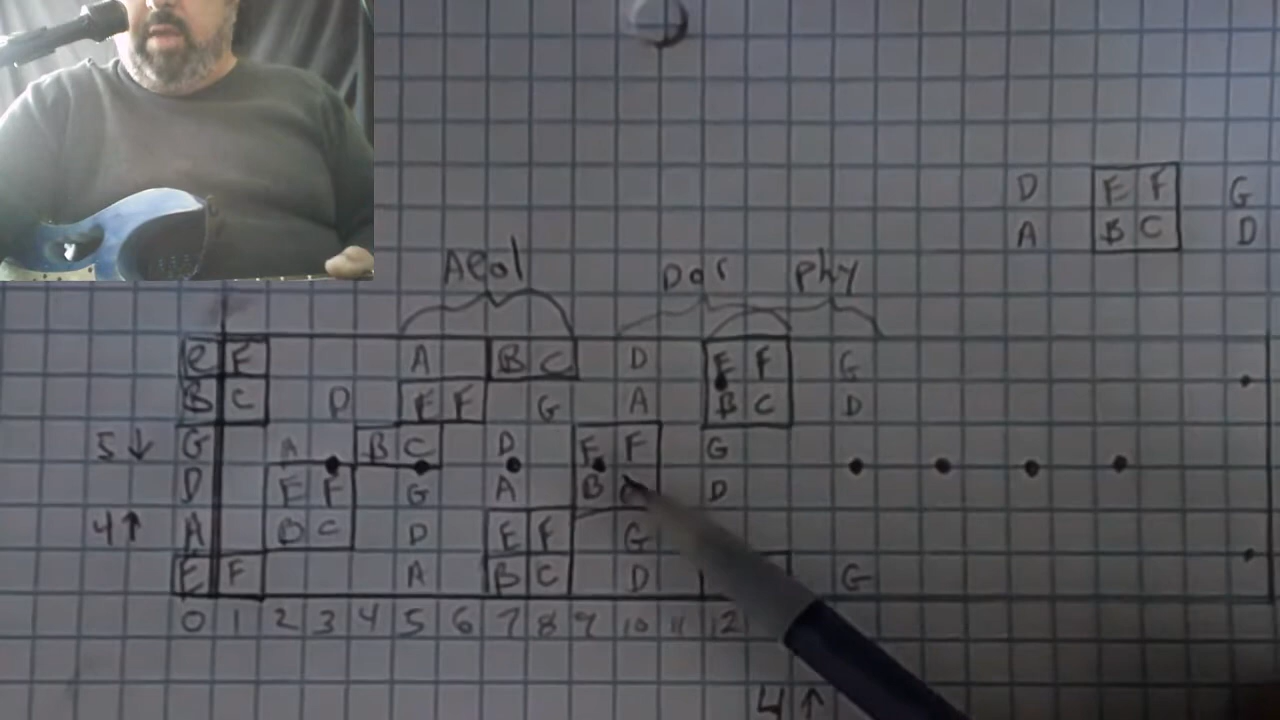 D E F G
A B C D
Aeol Dor Phy
e F A B C D E F G
B C D E F G A B C D
5↓ G A B C D E F G
D E F G A B D
4↑ A B C D E F G
E F A B C D G
0 1 2 3 4 5 6 7 8 9 10 11 12
4↑